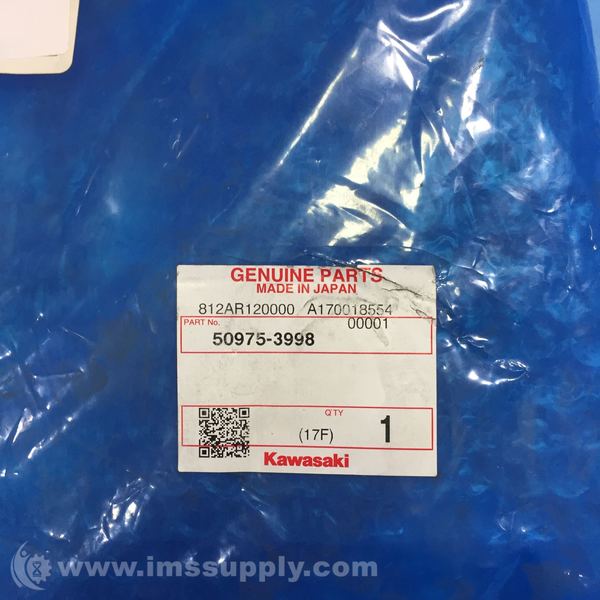 GENUINE PARTS
MADE IN JAPAN
812AR120000 A170018554
PART No. 00001
50975-3998
Q'TY
(17F) 1
Kawasaki
www.imssupply.com